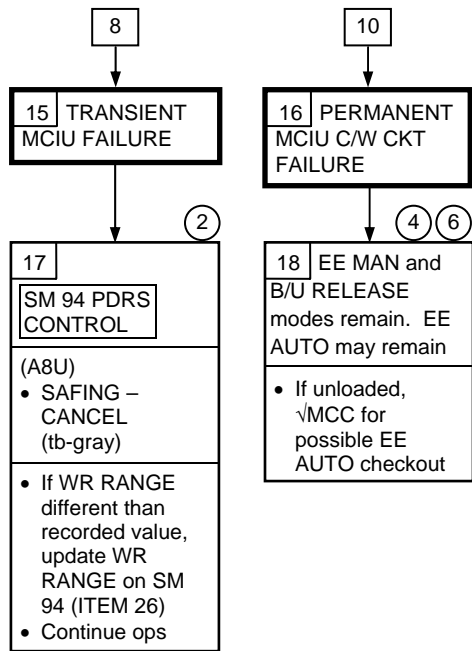 8
15 TRANSIENT
MCIU FAILURE
2
17
SM 94 PDRS
CONTROL
(A8U)
• SAFING –
CANCEL
(tb-gray)
• If WR RANGE
different than
recorded value,
update WR
RANGE on SM
94 (ITEM 26)
• Continue ops
10
16 PERMANENT
MCIU C/W CKT
FAILURE
4 6
18 EE MAN and
B/U RELEASE
modes remain. EE
AUTO may remain
• If unloaded,
√MCC for
possible EE
AUTO checkout